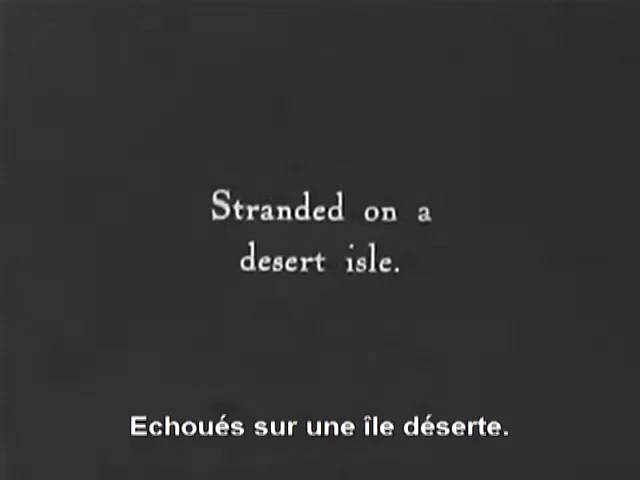 Stranded on a
desert isle.
Echoués sur une île déserte.